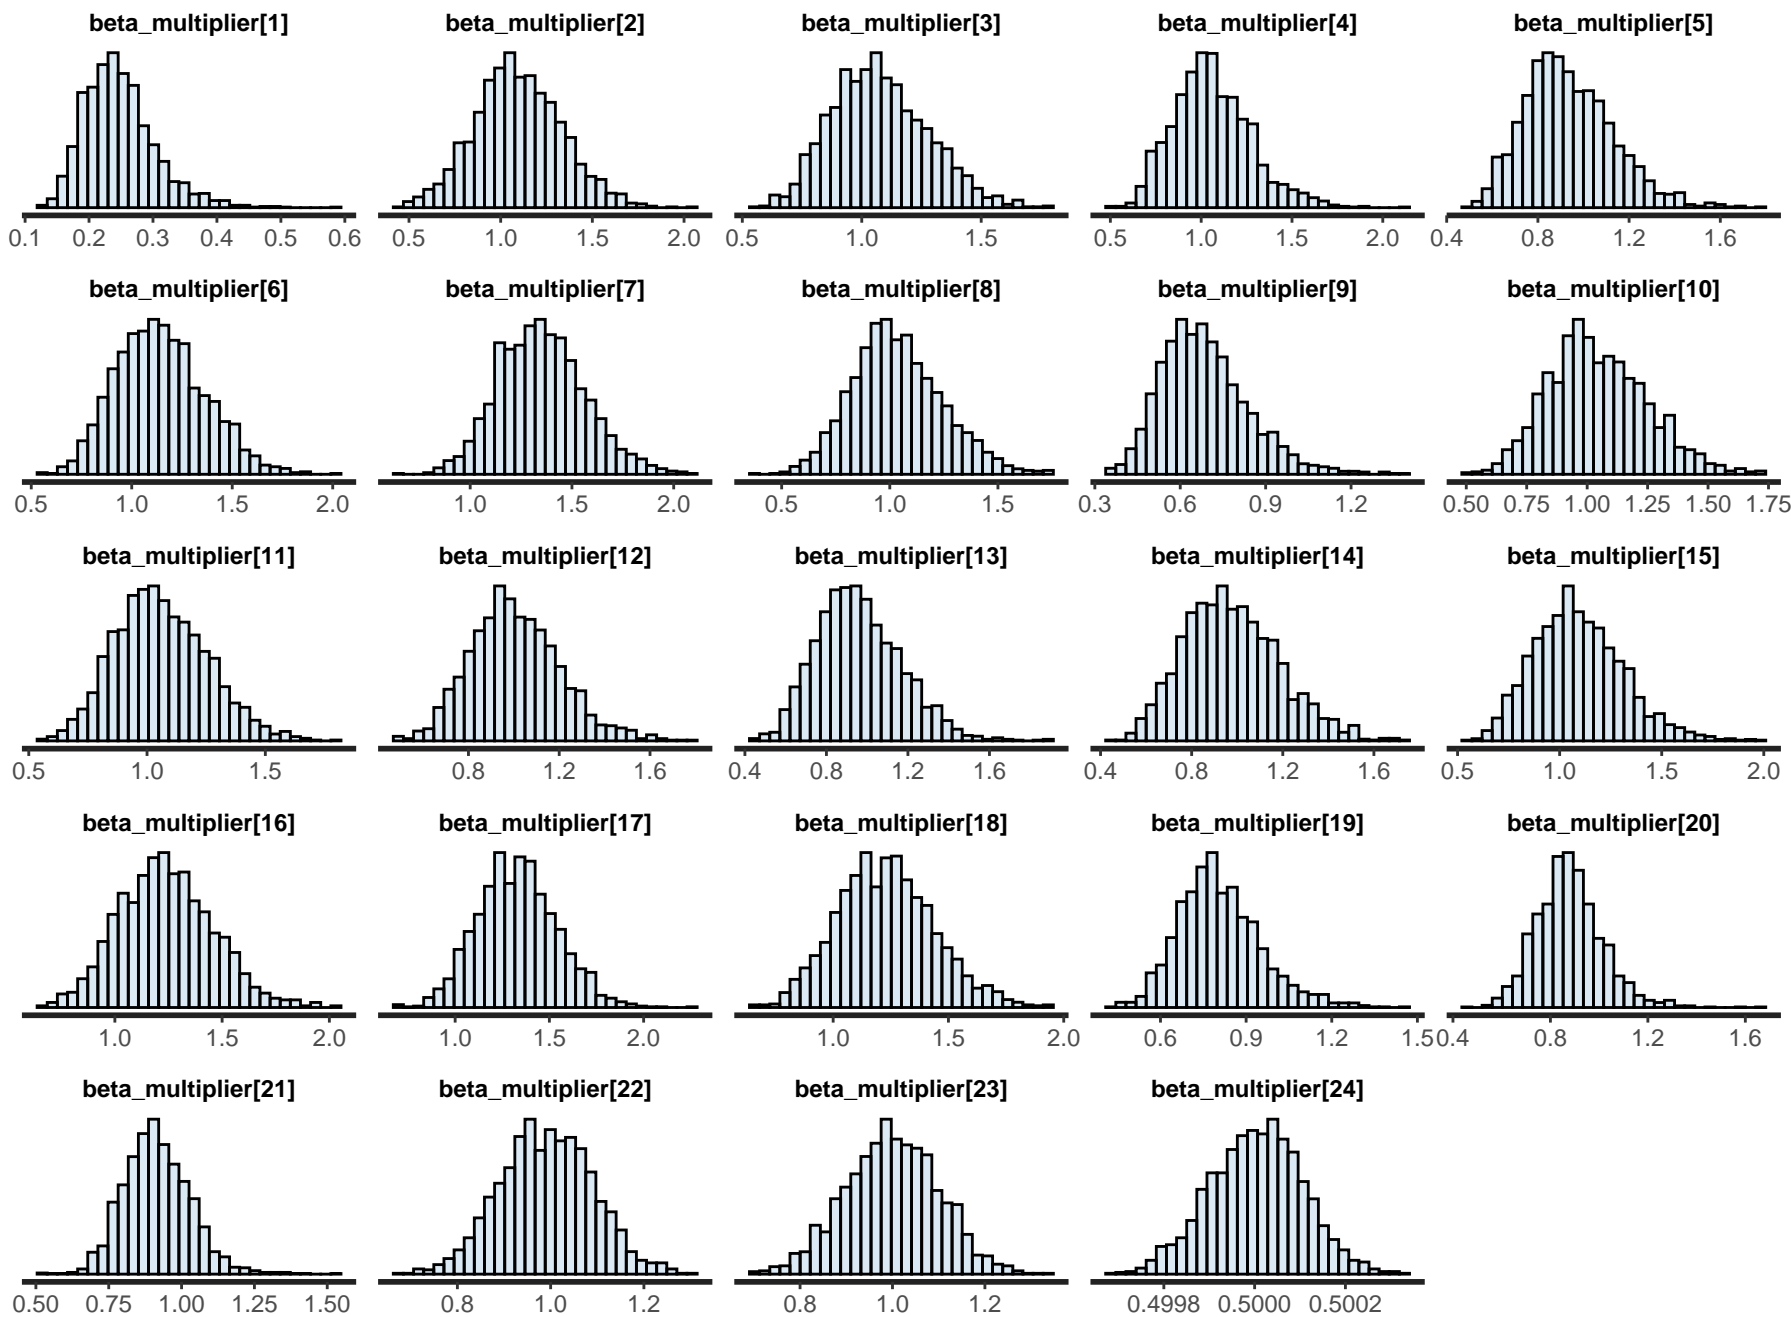 beta_multiplier[1] beta_multiplier[2] beta_multiplier[3] beta_multiplier[4] beta_multiplier[5]
0.1 0.2 0.3 0.4 0.5 0.6 0.5 1.0 1.5 2.0 0.5 1.0 1.5 0.5 1.0 1.5 2.0 0.4 0.8 1.2 1.6
beta_multiplier[6] beta_multiplier[7] beta_multiplier[8] beta_multiplier[9] beta_multiplier[10]
0.5 1.0 1.5 2.0 1.0 1.5 2.0 0.5 1.0 1.5 0.3 0.6 0.9 1.2 0.50 0.75 1.00 1.25 1.50 1.75
beta_multiplier[11] beta_multiplier[12] beta_multiplier[13] beta_multiplier[14] beta_multiplier[15]
0.5 1.0 1.5 0.8 1.2 1.6 0.4 0.8 1.2 1.6 0.4 0.8 1.2 1.6 0.5 1.0 1.5 2.0
beta_multiplier[16] beta_multiplier[17] beta_multiplier[18] beta_multiplier[19] beta_multiplier[20]
1.0 1.5 2.0 1.0 1.5 2.0 1.0 1.5 2.0 0.6 0.9 1.2 1.5 0.4 0.8 1.2 1.6
beta_multiplier[21] beta_multiplier[22] beta_multiplier[23] beta_multiplier[24]
0.50 0.75 1.00 1.25 1.50 0.8 1.0 1.2 0.8 1.0 1.2 0.4998 0.5000 0.5002